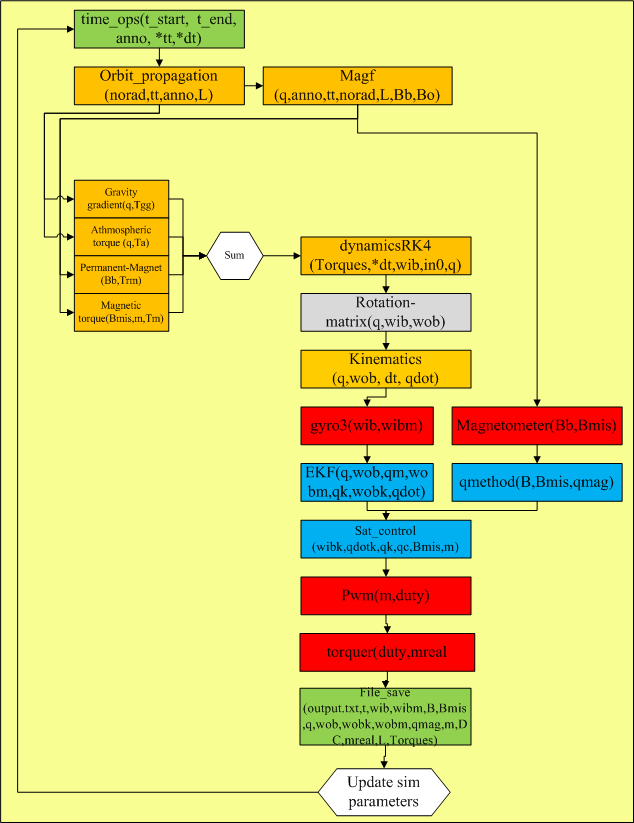 time_ops(t_start, t_end,
anno, *tt,*dt)
Orbit_propagation
(norad,tt,anno,L)
Magf
(q,anno,tt,norad,L,Bb,Bo)
Gravity
gradient(q,Tgg)
Athmospheric
torque (q,Ta)
Permanent-Magnet
(Bb,Trm)
Magnetic
torque(Bmis,m,Tm)
Sum
dynamicsRK4
(Torques,*dt,wib,in0,q)
Rotation-
matrix(q,wib,wob)
Kinematics
(q,wob, dt, qdot)
gyro3(wib,wibm)
Magnetometer(Bb,Bmis)
EKF(q,wob,qm,wo
bm,qk,wobk,qdot)
qmethod(B,Bmis,qmag)
Sat_control
(wibk,qdotk,qk,qc,Bmis,m)
Pwm(m,duty)
torquer(duty,mreal
File_save
(output.txt,t,wib,wibm,B,Bmis
,q,wob,wobk,wobm,qmag,m,D
C,mreal,L,Torques)
Update sim
parameters